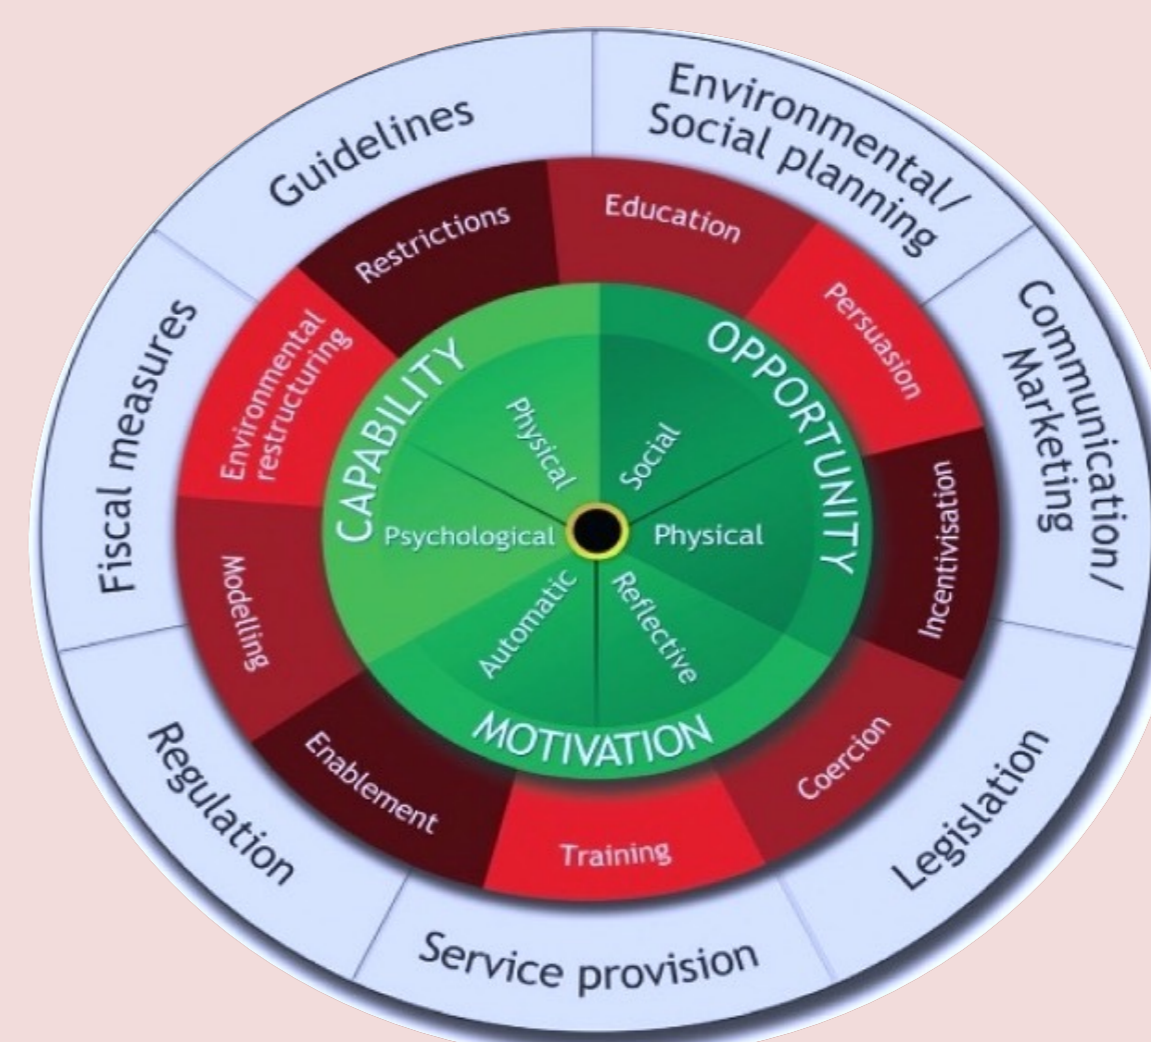 Guidelines
Environmental/
Social planning
Communication/
Marketing
Legislation
Service provision
Regulation
Fiscal measures
Restrictions
Education
Persuasion
Incentivisation
Coercion
Training
Enablement
Modelling
Environmental
restructuring
CAPABILITY
OPPORTUNITY
MOTIVATION
Physical
Social
Physical
Reflective
Automatic
Psychological